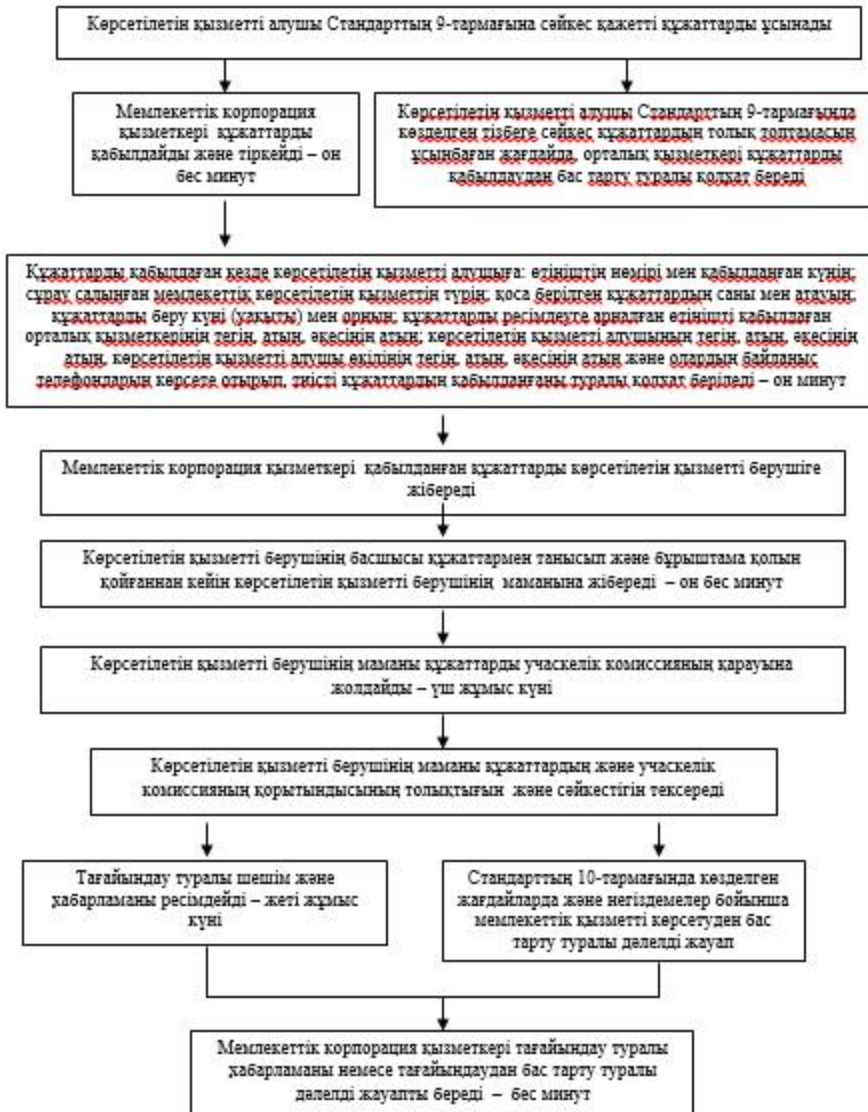 Көрсетілетін қызметті алушы Стандарттың 9-тармағына сәйкес қажетті құжаттарды ұсынады
Мемлекеттік корпорация
қызметкері құжаттарды
қабылдайды және тіркейді – он
бес минут
Көрсетілетін қызметті алушы Стандарттың 9-тармағында
көзделген тізбеге сәйкес құжаттардың толық топтамасын
ұсынбаған жағдайда, орталық қызметкері құжаттарды
қабылдаудан бас тарту туралы қолхат береді
Құжаттарды қабылдаған кезде көрсетілетін қызметті алушыға: өтініштің нөмірі мен қабылданған күнін;
сұрау салынған мемлекеттік көрсетілетін қызметтің түрін; қоса берілген құжаттардың саны мен атауын;
құжаттарды беру күні (уақыты) мен орнын; құжаттарды ресімдеуге арналған өтінішті қабылдаған
орталық қызметкерінің тегін, атын, әкесінің атын; көрсетілетін қызметті алушының тегін, атын, әкесінің
атын, көрсетілетін қызметті алушы өкілінің тегін, атын, әкесінің атын және олардың байланыс
телефондарын көрсете отырып, тиісті құжаттардың қабылданғаны туралы қолхат беріледі – он минут
Мемлекеттік корпорация қызметкері қабылданған құжаттарды көрсетілетін қызметті берушіге
жібереді
Көрсетілетін қызметті берушінің басшысы құжаттармен танысып және бұрыштама қолын
қойғаннан кейін көрсетілетін қызметті берушінің маманына жібереді – он бес минут
Көрсетілетін қызметті берушінің маманы құжаттарды учаскелік комиссияның қарауына
жолдайды – үш жұмыс күні
Көрсетілетін қызметті берушінің маманы құжаттардың және учаскелік
комиссияның қорытындысының толықтығын және сәйкестігін тексереді
Тағайындау туралы шешім және
хабарламаны ресімдейді – жеті жұмыс
күні
Стандарттың 10-тармағында көзделген
жағдайларда және негіздемелер бойынша
мемлекеттік қызметті көрсетуден бас
тарту туралы дәлелді жауап
Мемлекеттік корпорация қызметкері тағайындау туралы
хабарламаны немесе тағайындаудан бас тарту туралы
дәлелді жауапты береді – бес минут